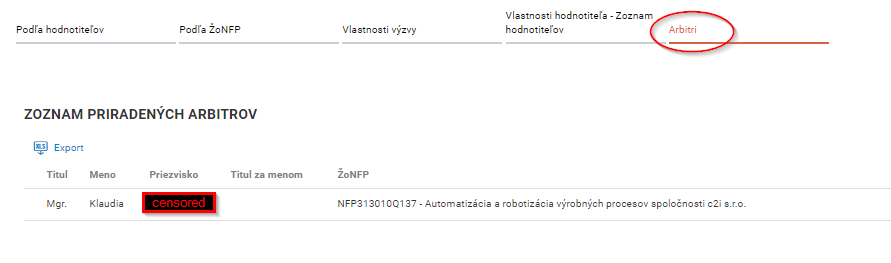 Podľa hodnotiteľov
Podľa ŽoNFP
Vlastnosti výzvy
Vlastnosti hodnotiteľa - Zoznam
hodnotiteľov
Arbitri
ZOZNAM PRIRADENÝCH ARBITROV
XLS Export
Titul Meno Priezvisko Titul za menom ŽoNFP
Mgr. Klaudia censored NFP313010Q137 - Automatizácia a robotizácia výrobných procesov spoločnosti c2i s.r.o.